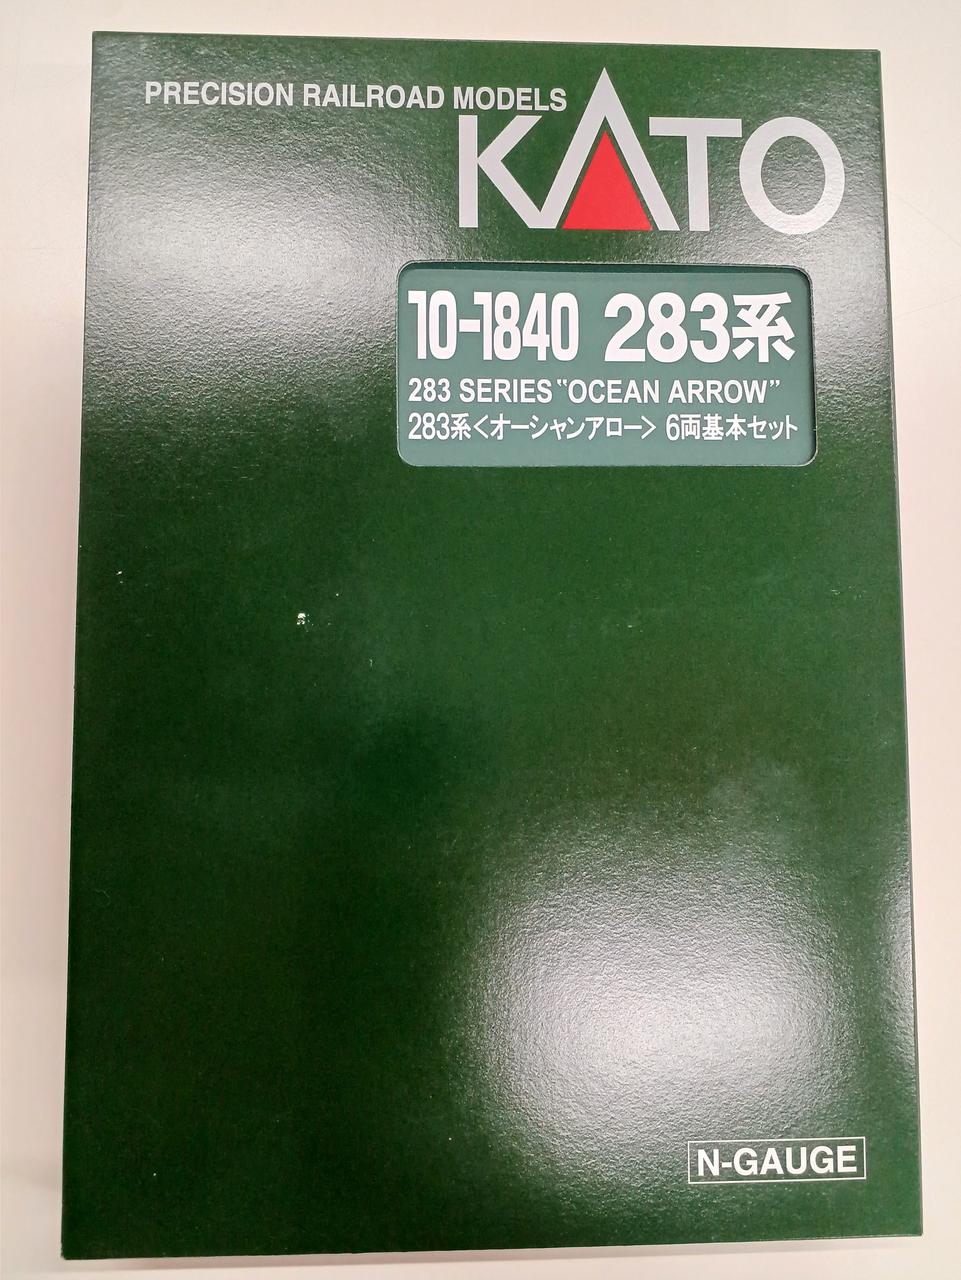 PRECISION RAILROAD MODELS
KATO
10-1840 283系
283 SERIES "OCEAN ARROW"
283系<オーシャンアロー> 6両基本セット
N-GAUGE